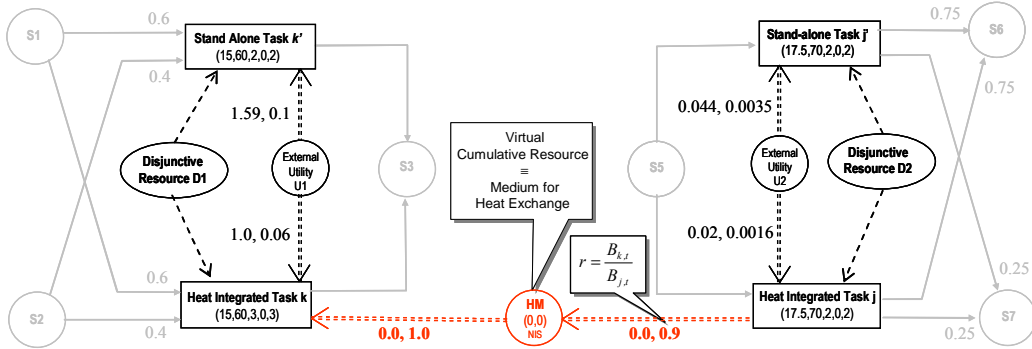 S1
0.6
0.4
Stand Alone Task k'
(15,60,2,0,2)
1.59, 0.1
Disjunctive
Resource D1
External
Utility
U1
S3
1.0, 0.06
0.6
S2
0.4
Heat Integrated Task k
(15,60,3,0,3)
0.0, 1.0
Virtual
Cumulative Resource
≡
Medium for
Heat Exchange
HM
(0,0)
NIS
r = B_{k,t} / B_{j,t}
0.0, 0.9
Stand-alone Task j'
(17.5,70,2,0,2)
0.75
S6
0.75
0.044, 0.0035
S5
External
Utility
U2
Disjunctive
Resource D2
0.02, 0.0016
Heat Integrated Task j
(17.5,70,2,0,2)
0.25
0.25
S7